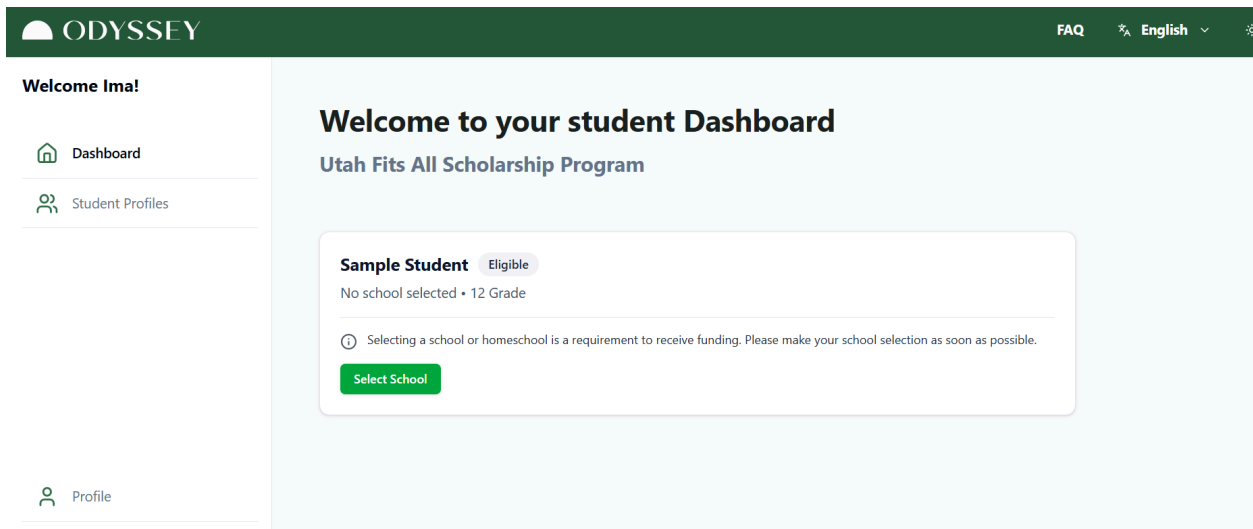 ODYSSEY
FAQ
English
Welcome Ima!
Dashboard
Student Profiles
Profile
Welcome to your student Dashboard
Utah Fits All Scholarship Program
Sample Student Eligible
No school selected • 12 Grade
Selecting a school or homeschool is a requirement to receive funding. Please make your school selection as soon as possible.
Select School